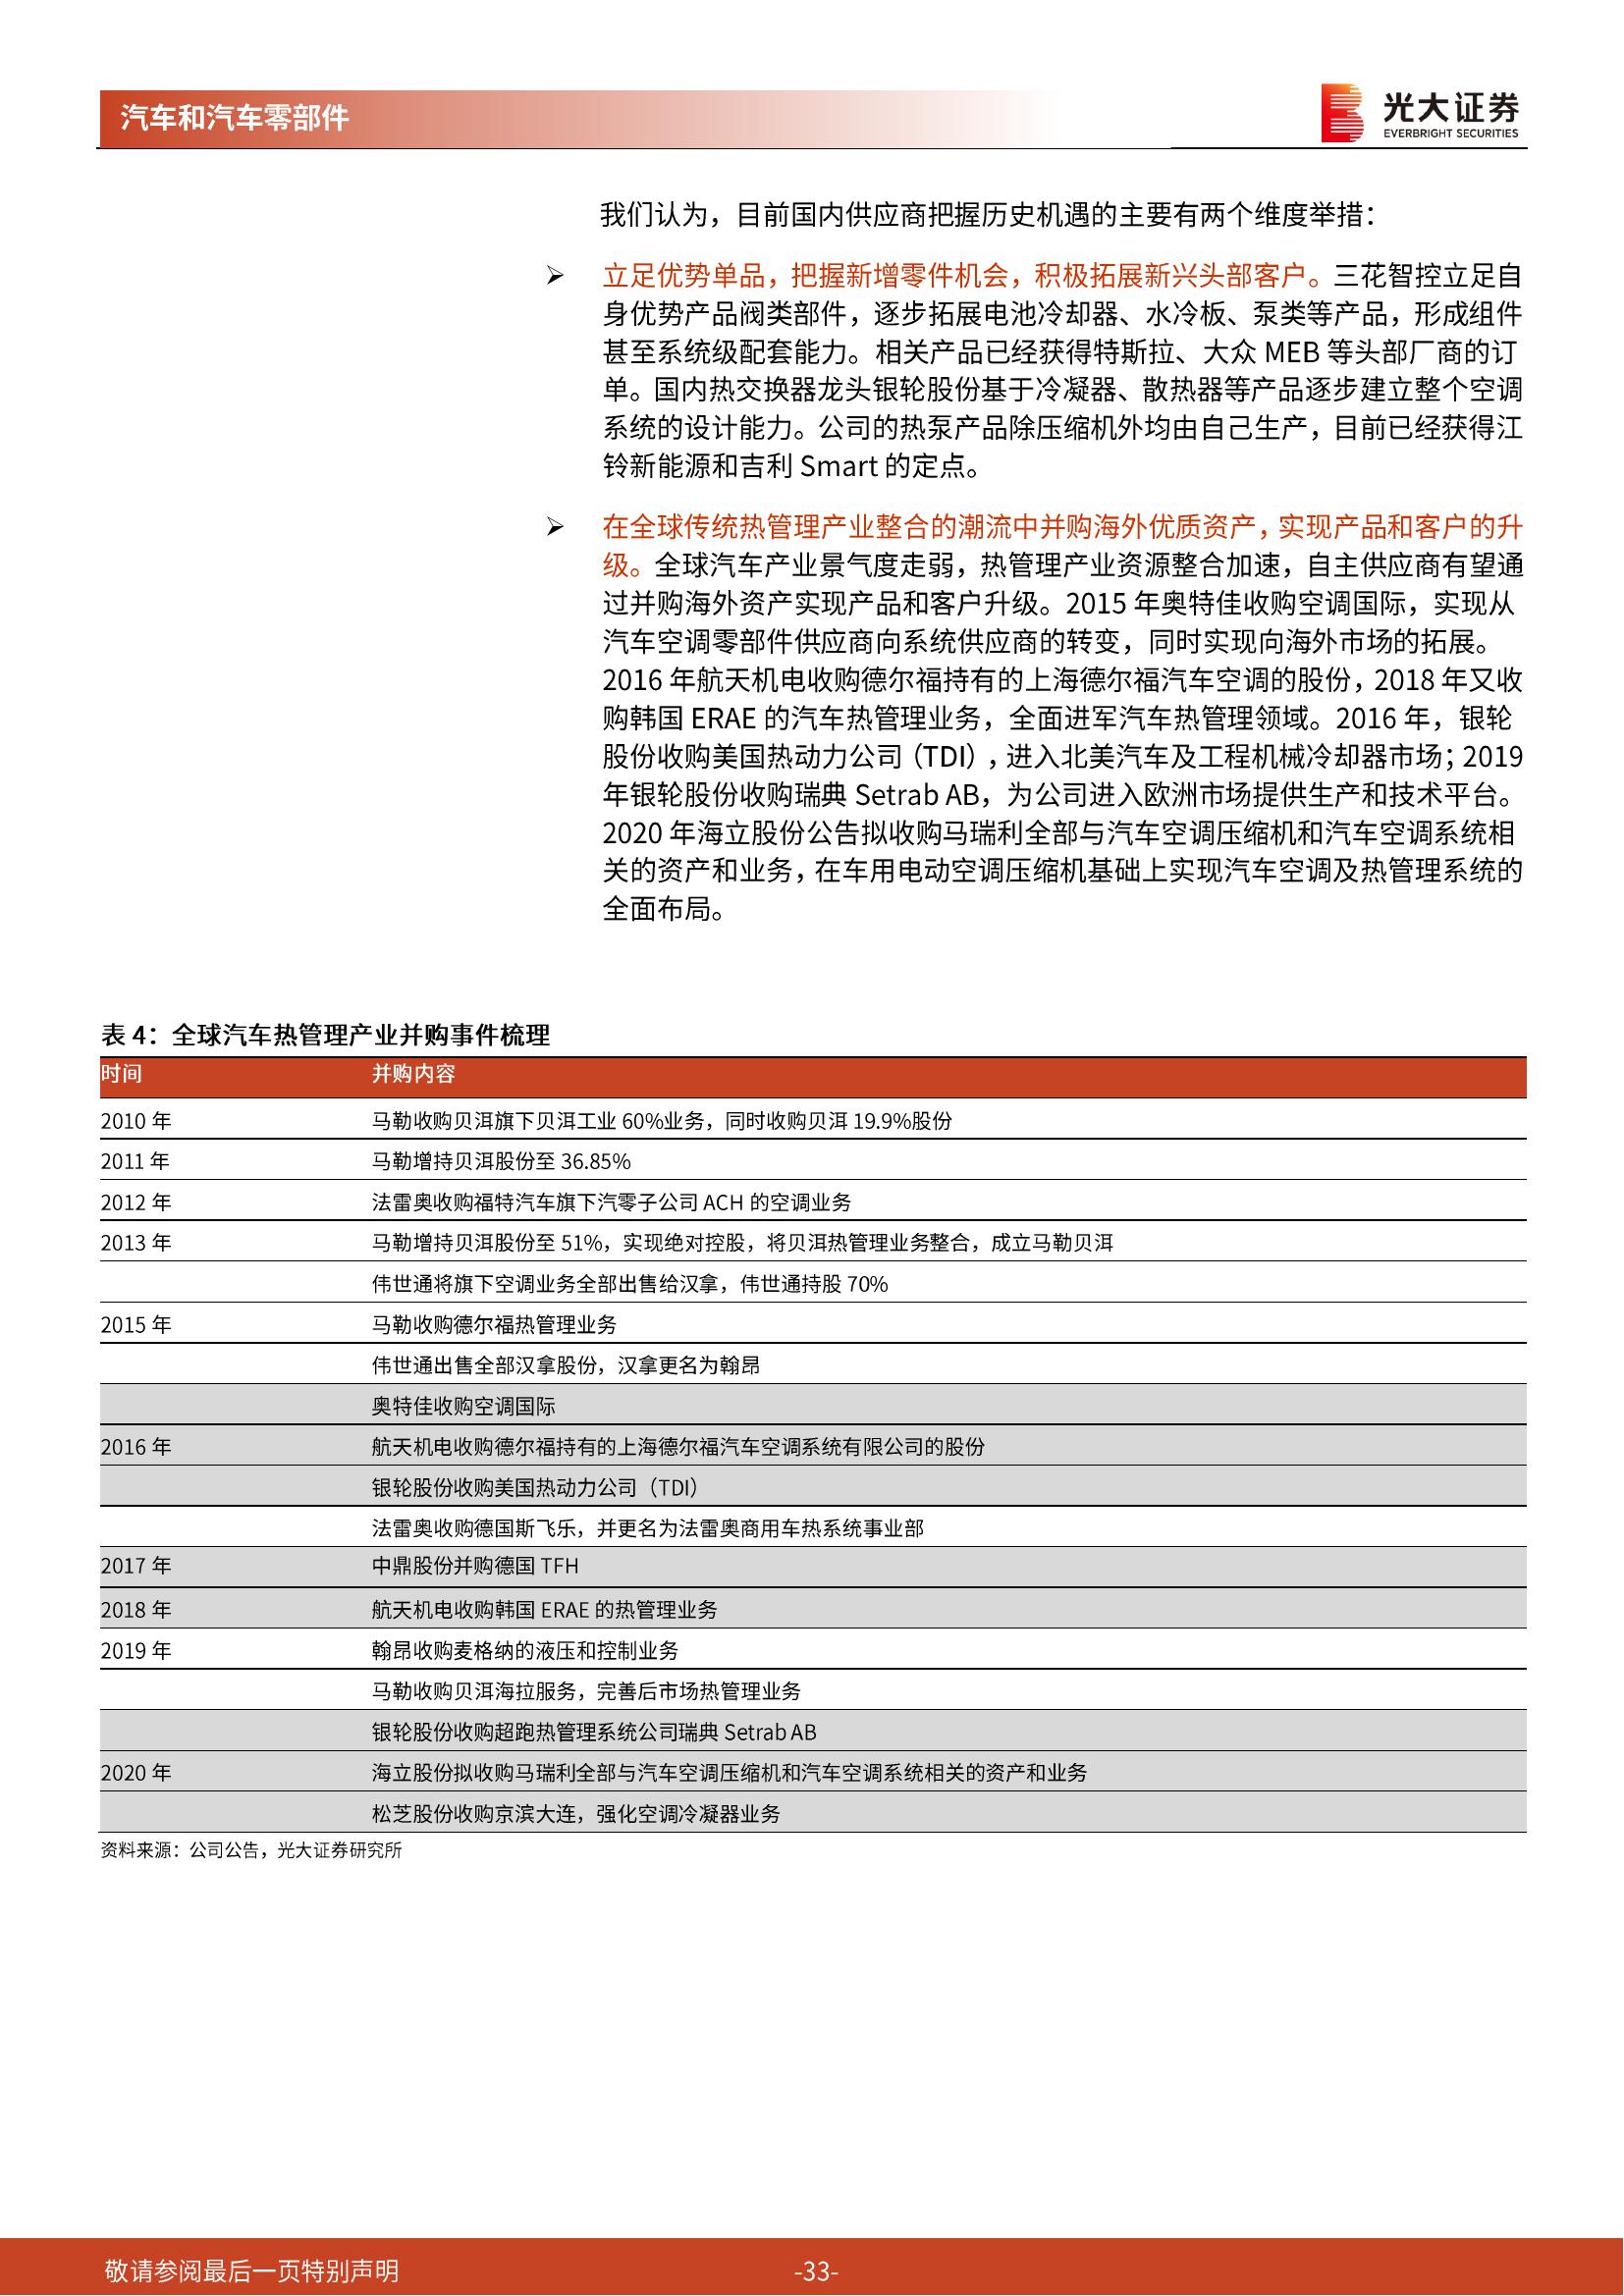 汽车和汽车零部件
光大证券
EVERBRIGHT SECURITIES
我们认为，目前国内供应商把握历史机遇的主要有两个维度举措：
➢ 立足优势单品，把握新增零件机会，积极拓展新兴头部客户。三花智控立足自
身优势产品阀类部件，逐步拓展电池冷却器、水冷板、泵类等产品，形成组件
甚至系统级配套能力。相关产品已经获得特斯拉、大众 MEB 等头部厂商的订
单。国内热交换器龙头银轮股份基于冷凝器、散热器等产品逐步建立整个空调
系统的设计能力。公司的热泵产品除压缩机外均由自己生产，目前已经获得江
铃新能源和吉利 Smart 的定点。
➢ 在全球传统热管理产业整合的潮流中并购海外优质资产，实现产品和客户的升
级。全球汽车产业景气度走弱，热管理产业资源整合加速，自主供应商有望通
过并购海外资产实现产品和客户升级。2015 年奥特佳收购空调国际，实现从
汽车空调零部件供应商向系统供应商的转变，同时实现向海外市场的拓展。
2016 年航天机电收购德尔福持有的上海德尔福汽车空调的股份，2018 年又收
购韩国 ERAE 的汽车热管理业务，全面进军汽车热管理领域。2016 年，银轮
股份收购美国热动力公司（TDI），进入北美汽车及工程机械冷却器市场；2019
年银轮股份收购瑞典 Setrab AB，为公司进入欧洲市场提供生产和技术平台。
2020 年海立股份公告拟收购马瑞利全部与汽车空调压缩机和汽车空调系统相
关的资产和业务，在车用电动空调压缩机基础上实现汽车空调及热管理系统的
全面布局。
表 4：全球汽车热管理产业并购事件梳理
时间 并购内容
2010 年 马勒收购贝洱旗下贝洱工业 60%业务，同时收购贝洱 19.9%股份
2011 年 马勒增持贝洱股份至 36.85%
2012 年 法雷奥收购福特汽车旗下汽零子公司 ACH 的空调业务
2013 年 马勒增持贝洱股份至 51%，实现绝对控股，将贝洱热管理业务整合，成立马勒贝洱
伟世通将旗下空调业务全部出售给汉拿，伟世通持股 70%
2015 年 马勒收购德尔福热管理业务
伟世通出售全部汉拿股份，汉拿更名为翰昂
奥特佳收购空调国际
2016 年 航天机电收购德尔福持有的上海德尔福汽车空调系统有限公司的股份
银轮股份收购美国热动力公司（TDI）
法雷奥收购德国斯飞乐，并更名为法雷奥商用车热系统事业部
2017 年 中鼎股份并购德国 TFH
2018 年 航天机电收购韩国 ERAE 的热管理业务
2019 年 翰昂收购麦格纳的液压和控制业务
马勒收购贝洱海拉服务，完善后市场热管理业务
银轮股份收购超跑热管理系统公司瑞典 Setrab AB
2020 年 海立股份拟收购马瑞利全部与汽车空调压缩机和汽车空调系统相关的资产和业务
松芝股份收购京滨大连，强化空调冷凝器业务
资料来源：公司公告，光大证券研究所
敬请参阅最后一页特别声明 -33-